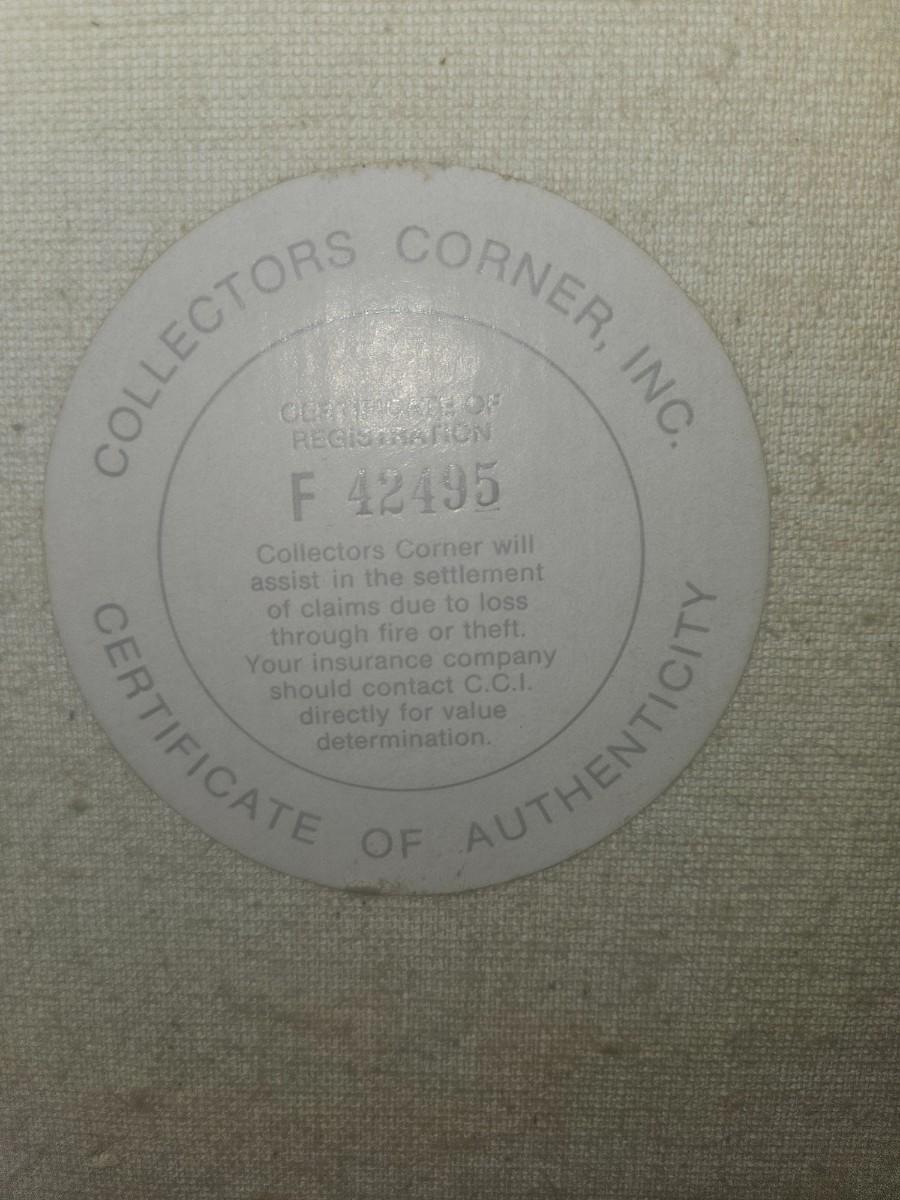 COLLECTORS CORNER, INC.
CERTIFICATE OF
REGISTRATION
F 42495
Collectors Corner will
assist in the settlement
of claims due to loss
through fire or theft.
Your insurance company
should contact C.C.I.
directly for value
determination.
CERTIFICATE OF AUTHENTICITY